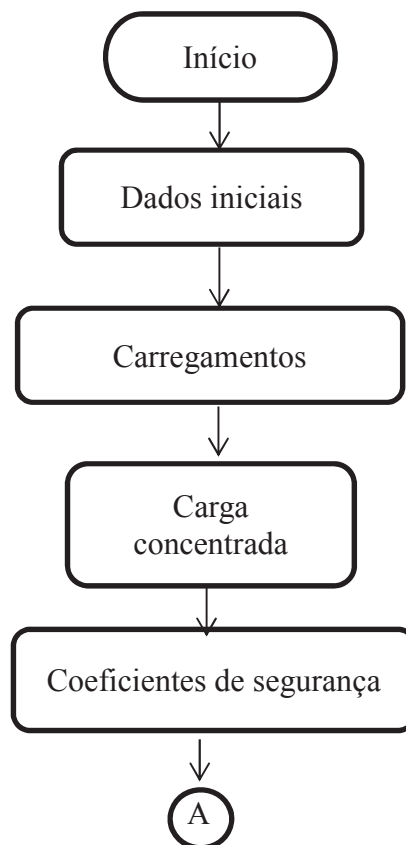 Início
Dados iniciais
Carregamentos
Carga
concentrada
Coeficientes de segurança
A